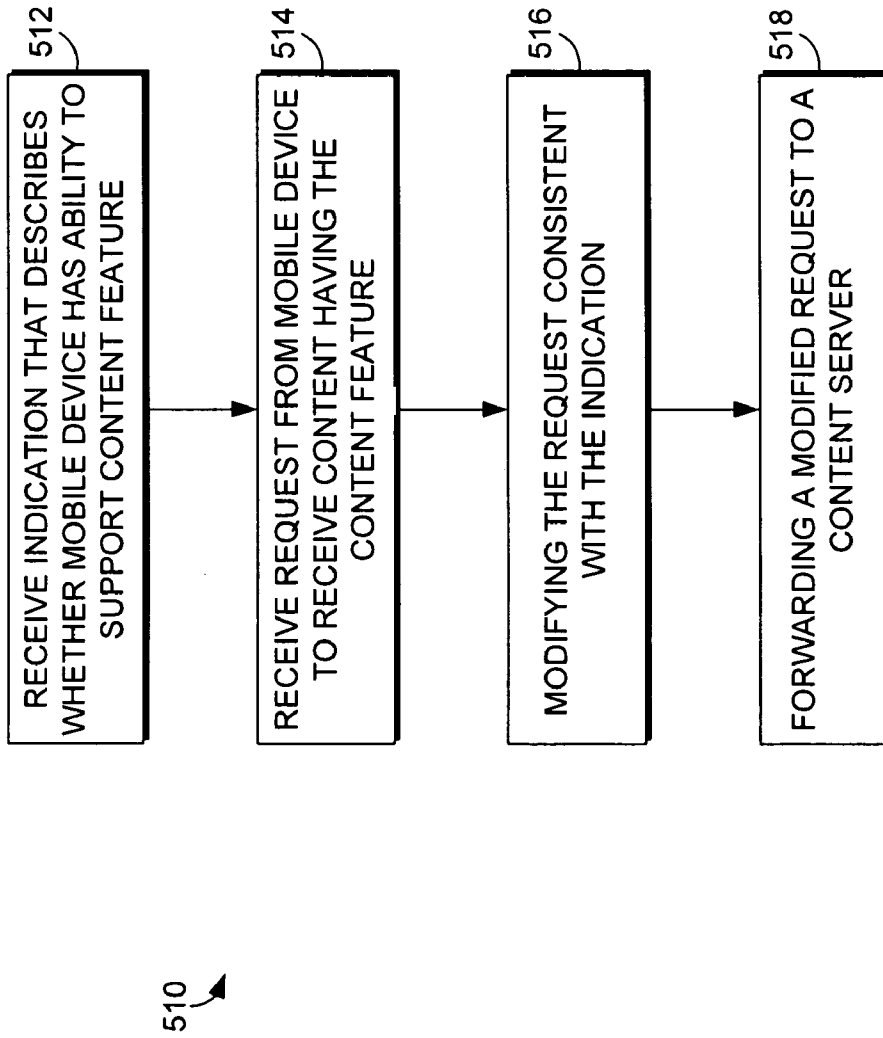 510
RECEIVE INDICATION THAT DESCRIBES
WHETHER MOBILE DEVICE HAS ABILITY TO
SUPPORT CONTENT FEATURE
512
RECEIVE REQUEST FROM MOBILE DEVICE
TO RECEIVE CONTENT HAVING THE
CONTENT FEATURE
514
MODIFYING THE REQUEST CONSISTENT
WITH THE INDICATION
516
FORWARDING A MODIFIED REQUEST TO A
CONTENT SERVER
518